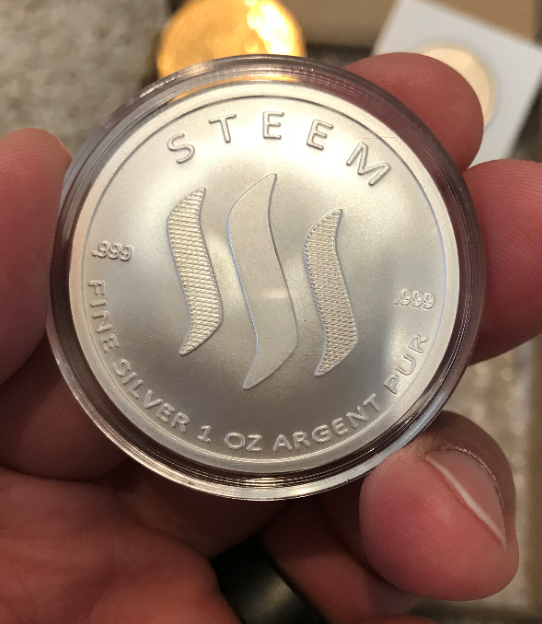 STEEM
.999
.999
FINE SILVER 1 OZ ARGENT PUR